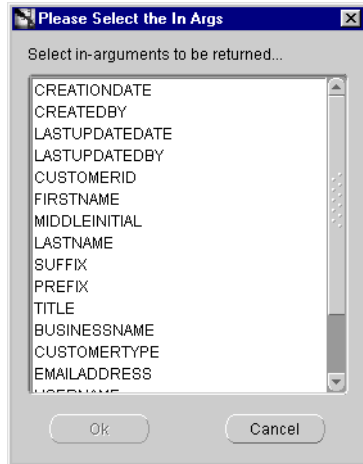 Please Select the In Args
Select in-arguments to be returned...
CREATIONDATE
CREATEDBY
LASTUPDATEDATE
LASTUPDATEDBY
CUSTOMERID
FIRSTNAME
MIDDLEINITIAL
LASTNAME
SUFFIX
PREFIX
TITLE
BUSINESSNAME
CUSTOMERTYPE
EMAILADDRESS
Ok Cancel